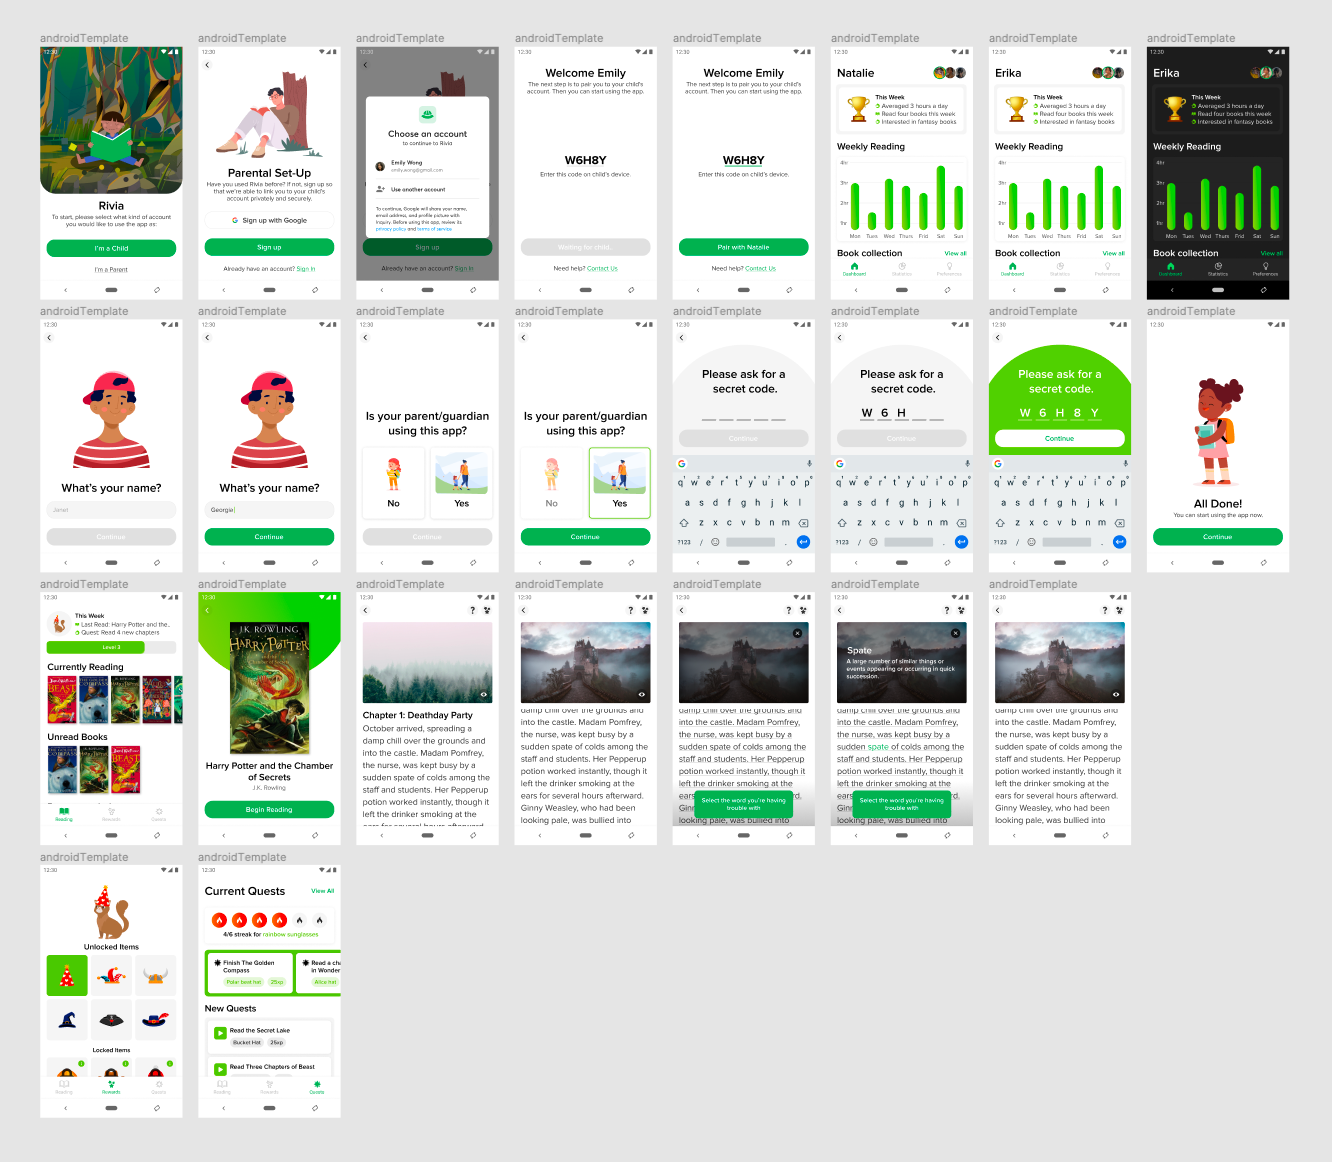 androidTemplate
12:30
Rivia
To start, please select what kind of account
you would like to use the app as:
I'm a Child
I'm a Parent
androidTemplate
12:30
Parental Set-Up
Have you used Rivia before? If not, sign up so
that we're able to link you to your child's
account privately and securely.
Sign up with Google
Sign up
Already have an account? Sign In
androidTemplate
12:30
Choose an account
to continue to Rivia
Emily Wong
emily.wong@gmail.com
Use another account
To continue, Google will share your name,
email address, and profile picture with
Inquiry. Before using this app, review its
privacy policy and terms of service.
Sign up
Already have an account? Sign In
androidTemplate
12:30
Welcome Emily
The next step is to pair you to your child's
account. Then you can start using the app.
W6H8Y
Enter this code on child's device.
Waiting for child...
Need help? Contact Us
androidTemplate
12:30
Welcome Emily
The next step is to pair you to your child's
account. Then you can start using the app.
W6H8Y
Enter this code on child's device.
Pair with Natalie
Need help? Contact Us
androidTemplate
12:30
Natalie
This Week
Averaged 3 hours a day
Read four books this week
Interested in fantasy books
Weekly Reading
4hr
3hr
2hr
1hr
Mon Tues Wed Thurs Frid Sat Sun
Book collection View all
Dashboard Statistics Preferences
androidTemplate
12:30
Erika
This Week
Averaged 3 hours a day
Read four books this week
Interested in fantasy books
Weekly Reading
4hr
3hr
2hr
1hr
Mon Tues Wed Thurs Frid Sat Sun
Book collection View all
Dashboard Statistics Preferences
androidTemplate
12:30
Erika
This Week
Averaged 3 hours a day
Read four books this week
Interested in fantasy books
Weekly Reading
4hr
3hr
2hr
1hr
Mon Tues Wed Thurs Frid Sat Sun
Book collection View all
Dashboard Statistics Preferences
androidTemplate
12:30
What's your name?
Janet
Continue
androidTemplate
12:30
What's your name?
Georgie
Continue
androidTemplate
12:30
Is your parent/guardian
using this app?
No Yes
Continue
androidTemplate
12:30
Is your parent/guardian
using this app?
No Yes
Continue
androidTemplate
12:30
Please ask for a
secret code.
Continue
q w e r t y u i o p
a s d f g h j k l
z x c v b n m
?123 / .
androidTemplate
12:30
Please ask for a
secret code.
W 6 H
Continue
q w e r t y u i o p
a s d f g h j k l
z x c v b n m
?123 / .
androidTemplate
12:30
Please ask for a
secret code.
W 6 H 8 Y
Continue
q w e r t y u i o p
a s d f g h j k l
z x c v b n m
?123 / .
androidTemplate
12:30
All Done!
You can start using the app now.
Continue
androidTemplate
12:30
This Week
Last Read: Harry Potter and the..
Quest: Read 4 new chapters
Level 3
Currently Reading
BEAST
Unread Books
BEAST
Reading Rewards Quests
androidTemplate
12:30
J.K. ROWLING
HARRY POTTER
Harry Potter and the Chamber
of Secrets
J.K. Rowling
Begin Reading
androidTemplate
12:30
?
Chapter 1: Deathday Party
October arrived, spreading a
damp chill over the grounds and
into the castle. Madam Pomfrey,
the nurse, was kept busy by a
sudden spate of colds among the
staff and students. Her Pepperup
potion worked instantly, though it
left the drinker smoking at the
ears for several hours afterward.
androidTemplate
12:30
?
damp chill over the grounds and
into the castle. Madam Pomfrey,
the nurse, was kept busy by a
sudden spate of colds among the
staff and students. Her Pepperup
potion worked instantly, though it
left the drinker smoking at the
ears for several hours afterward.
Ginny Weasley, who had been
looking pale, was bullied into
androidTemplate
12:30
?
damp chill over the grounds and
into the castle. Madam Pomfrey,
the nurse, was kept busy by a
sudden spate of colds among the
staff and students. Her Pepperup
potion worked instantly, though it
left the drinker smoking at the
ears
Ginn
looking pale, was bullied into
Select the word you're having
trouble with
androidTemplate
12:30
?
Spate
A large number of similar things or
events appearing or occurring in quick
succession.
damp chill over the grounds and
into the castle. Madam Pomfrey,
the nurse, was kept busy by a
sudden spate of colds among the
staff and students. Her Pepperup
potion worked instantly, though it
left the drinker smoking at the
ears
Ginn
looking pale, was bullied into
Select the word you're having
trouble with
androidTemplate
12:30
?
damp chill over the grounds and
into the castle. Madam Pomfrey,
the nurse, was kept busy by a
sudden spate of colds among the
staff and students. Her Pepperup
potion worked instantly, though it
left the drinker smoking at the
ears for several hours afterward.
Ginny Weasley, who had been
looking pale, was bullied into
androidTemplate
12:30
Unlocked Items
Locked Items
Reading Rewards Quests
androidTemplate
12:30
Current Quests View All
4/6 streak for rainbow sunglasses
Finish The Golden
Compass
Polar beat hat 25xp
Read a cha
in Wonder
Alice hat
New Quests
Read the Secret Lake
Bucket Hat 25xp
Read Three Chapters of Beast
Reading Rewards Quests